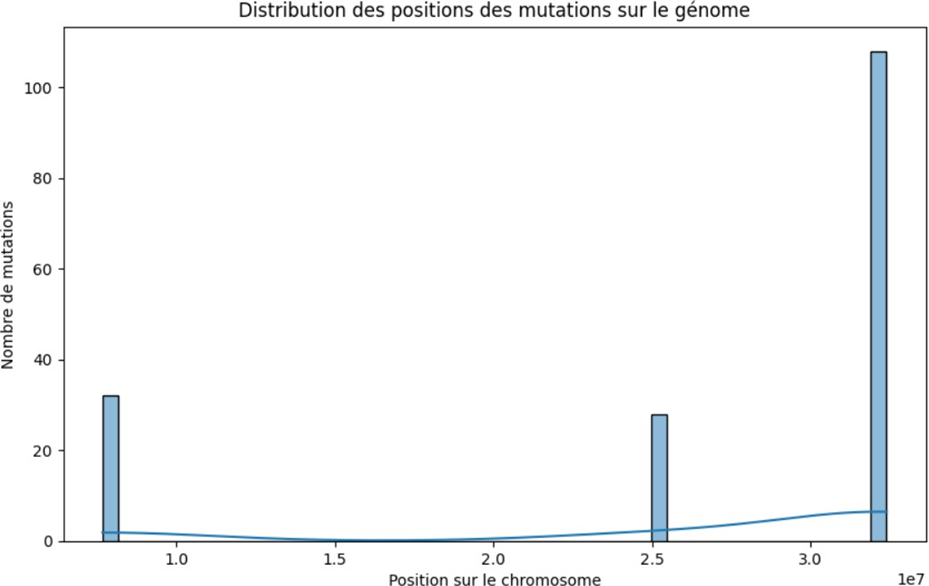 Distribution des positions des mutations sur le génome
Nombre de mutations
100
80
60
40
20
0
1.0 1.5 2.0 2.5 3.0
1e7
Position sur le chromosome